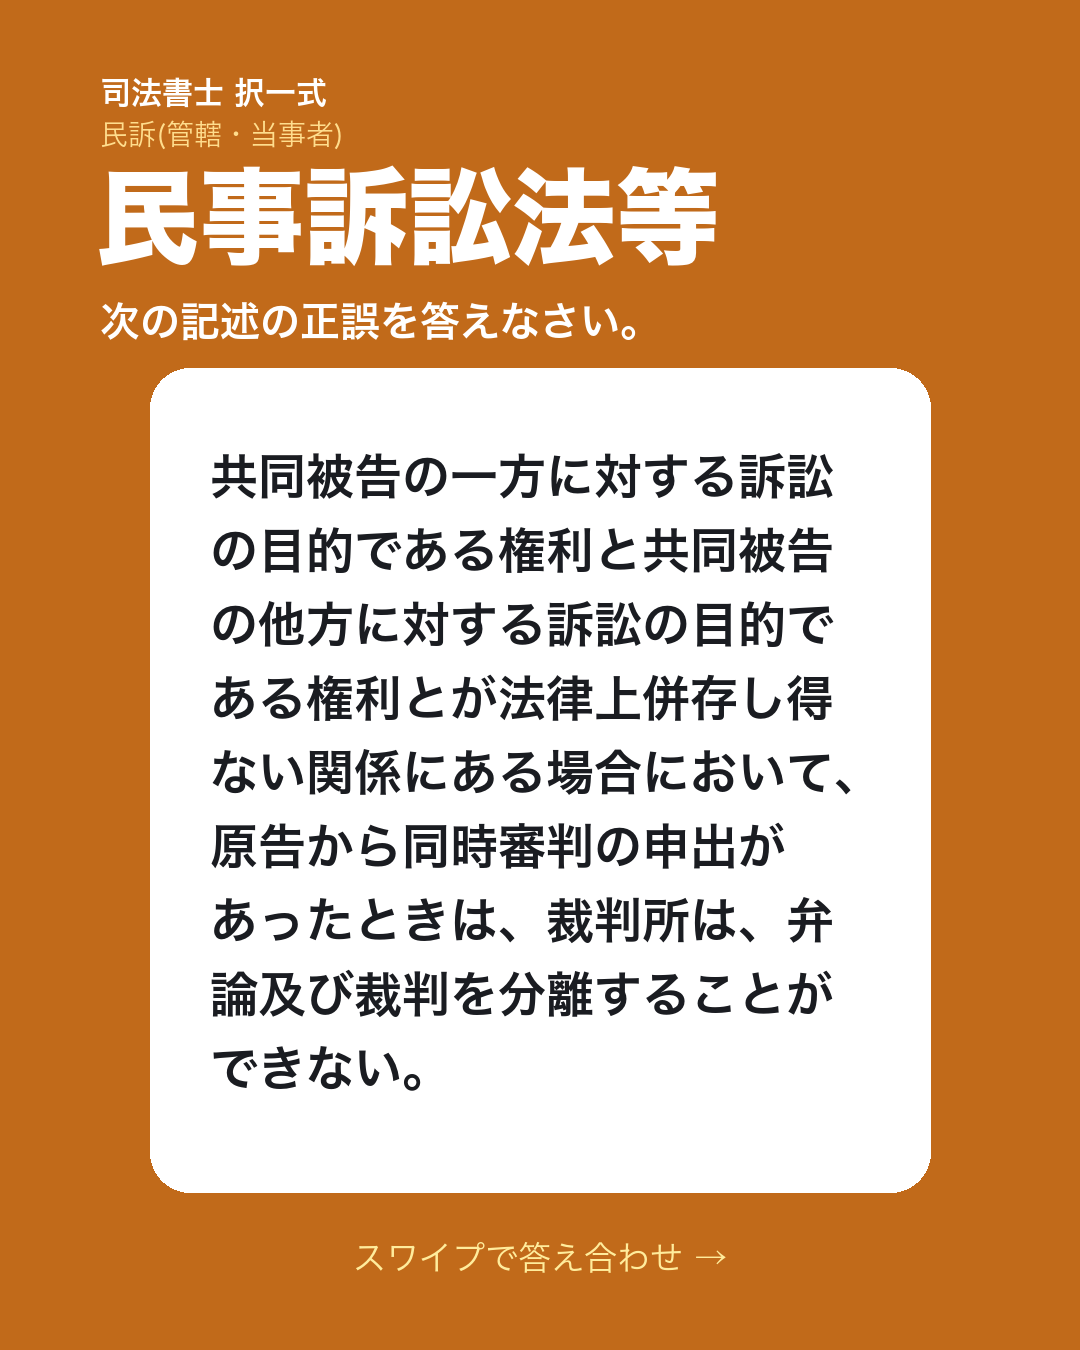 司法書士 択一式
民訴(管轄・当事者)
民事訴訟法等
次の記述の正誤を答えなさい。
共同被告の一方に対する訴訟
の目的である権利と共同被告
の他方に対する訴訟の目的で
ある権利とが法律上併存し得
ない関係にある場合において、
原告から同時審判の申出が
あったときは、裁判所は、弁
論及び裁判を分離することが
できない。
スワイプで答え合わせ →